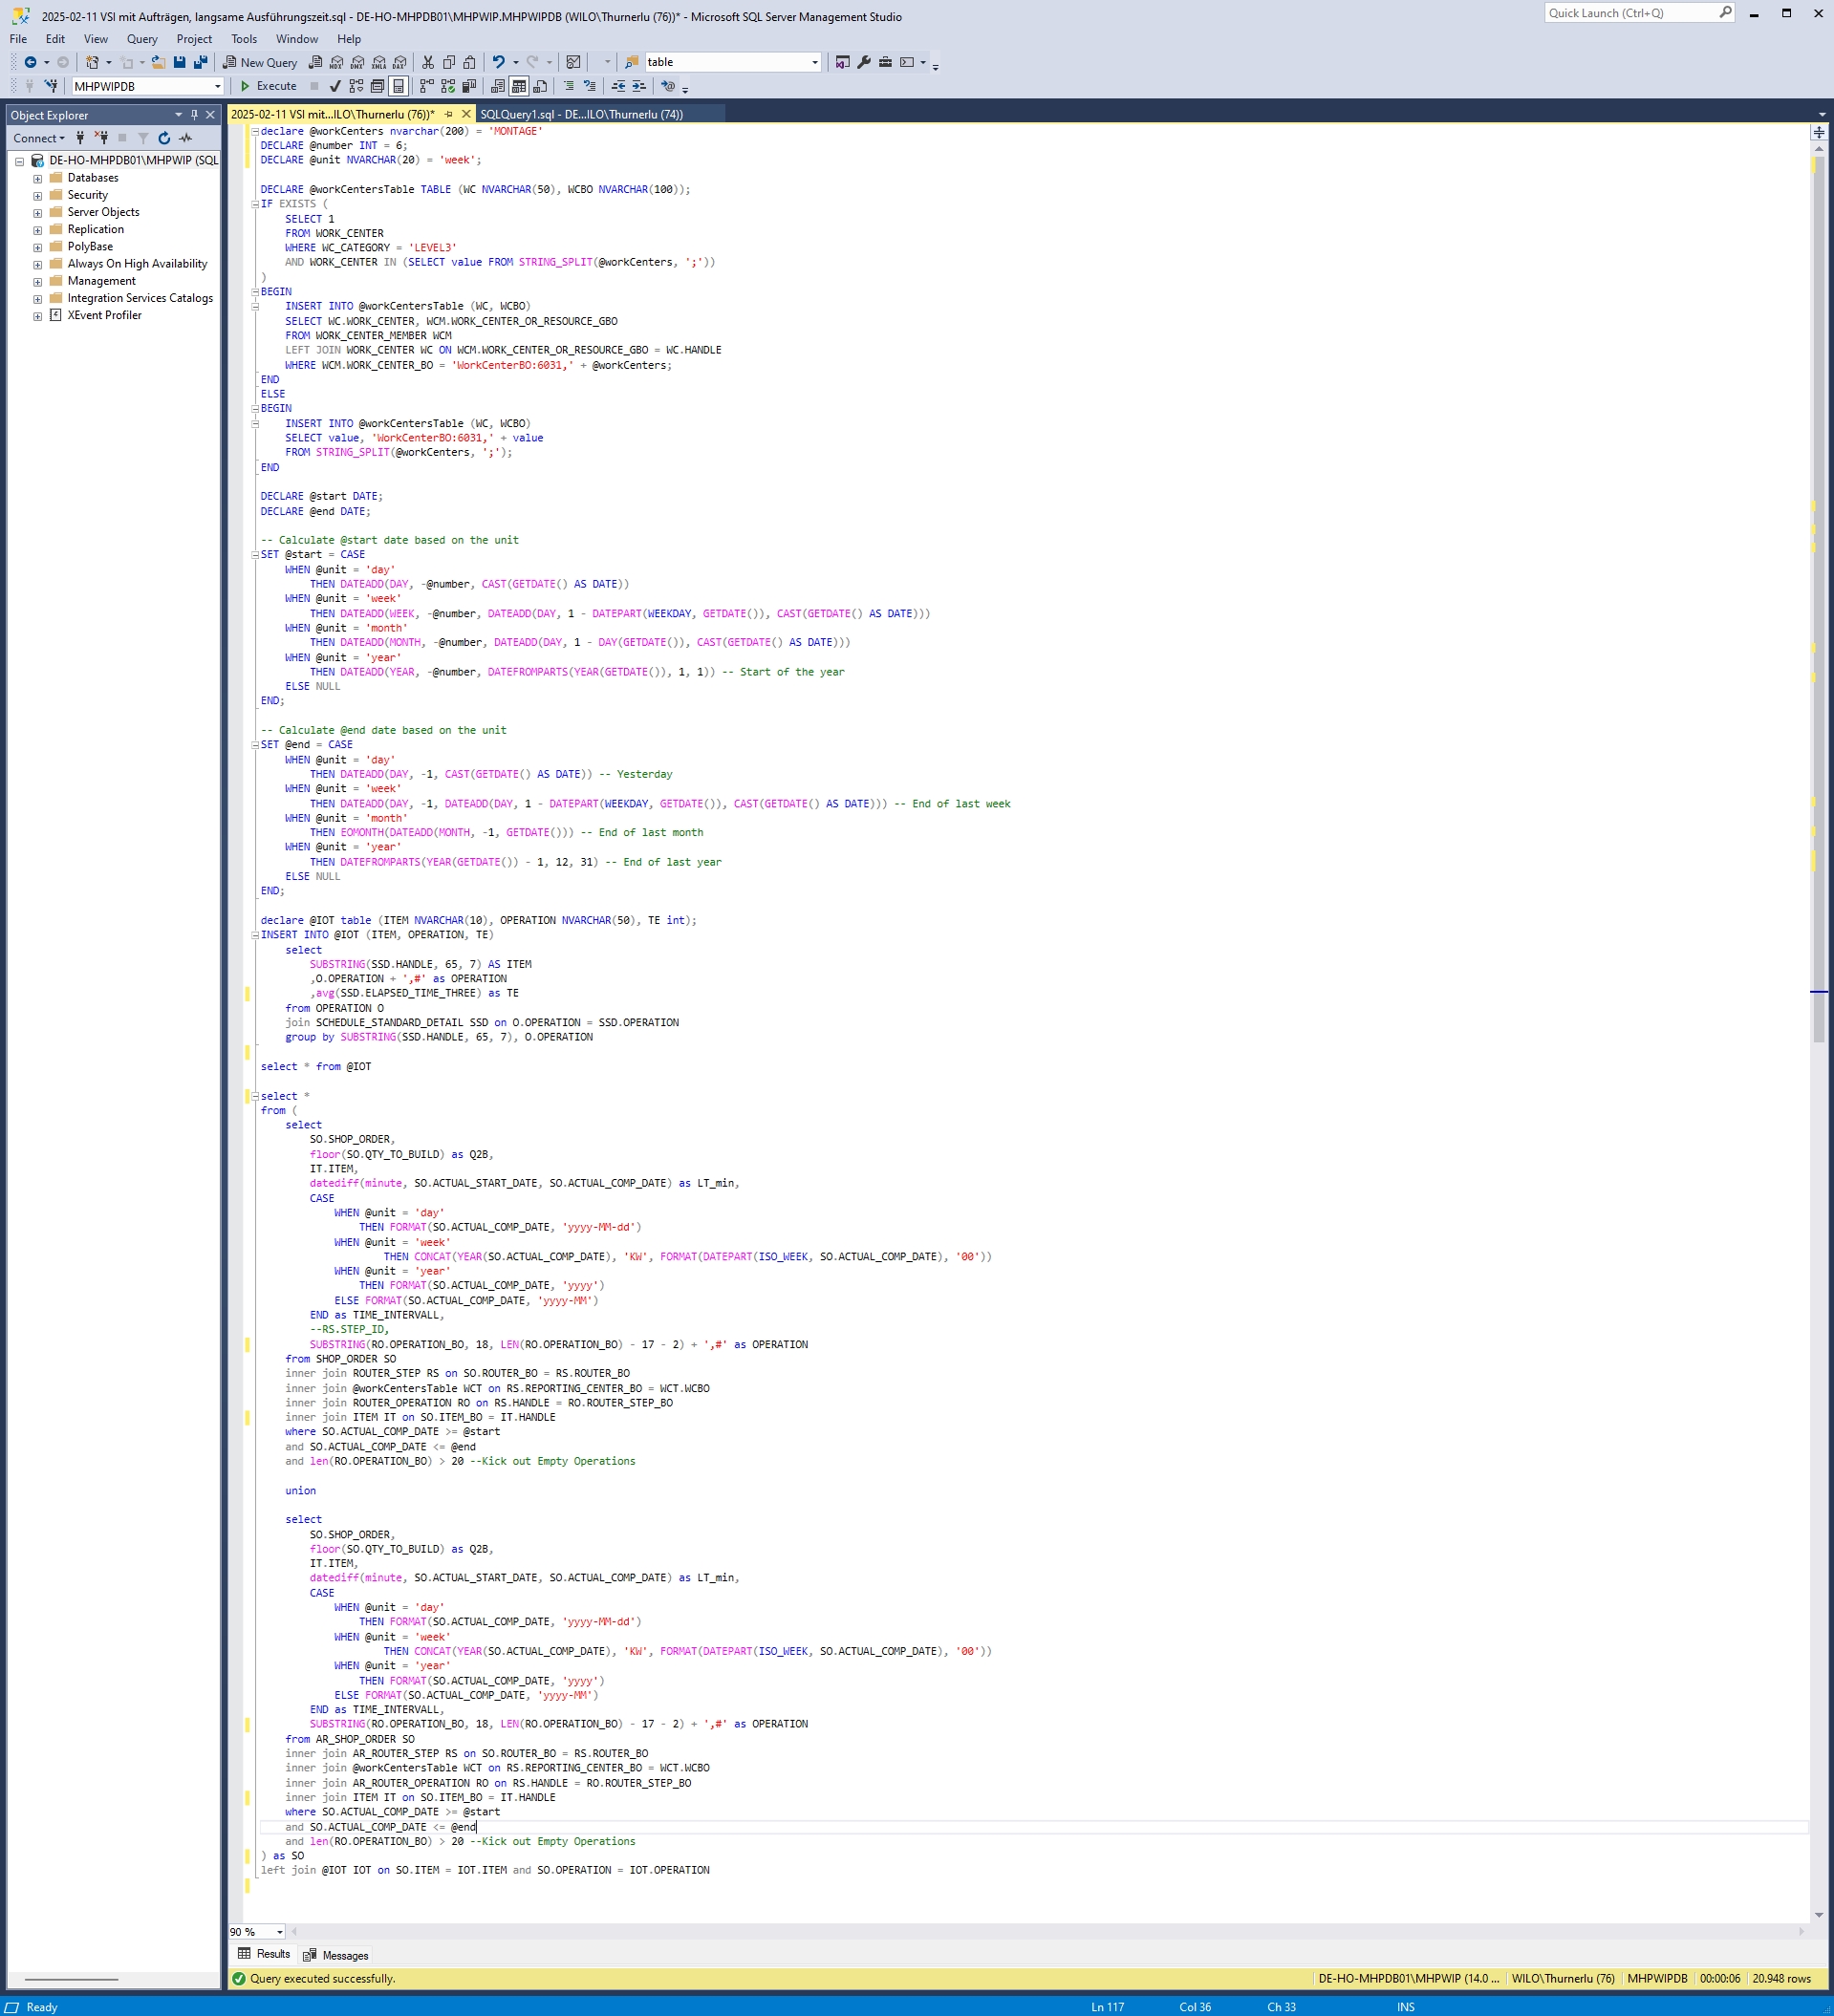 2025-02-11 VSI mit Aufträgen, langsame Ausführungszeit.sql - DE-HO-MHPDB01\MHPWIP.MHPWIPDB (WILO\Thurnerlu (76))* - Microsoft SQL Server Management Studio
Quick Launch (Ctrl+Q)
File Edit View Query Project Tools Window Help
New Query MDX DMX XMLA DAX table
MHPWIPDB Execute
Object Explorer
Connect
DE-HO-MHPDB01\MHPWIP (SQL
Databases
Security
Server Objects
Replication
PolyBase
Always On High Availability
Management
Integration Services Catalogs
XEvent Profiler
2025-02-11 VSI mit...ILO\Thurnerlu (76))* SQLQuery1.sql - DE...ILO\Thurnerlu (74))
declare @workCenters nvarchar(200) = 'MONTAGE'
DECLARE @number INT = 6;
DECLARE @unit NVARCHAR(20) = 'week';
DECLARE @workCentersTable TABLE (WC NVARCHAR(50), WCBO NVARCHAR(100));
IF EXISTS (
SELECT 1
FROM WORK_CENTER
WHERE WC_CATEGORY = 'LEVEL3'
AND WORK_CENTER IN (SELECT value FROM STRING_SPLIT(@workCenters, ';'))
)
BEGIN
INSERT INTO @workCentersTable (WC, WCBO)
SELECT WC.WORK_CENTER, WCM.WORK_CENTER_OR_RESOURCE_GBO
FROM WORK_CENTER_MEMBER WCM
LEFT JOIN WORK_CENTER WC ON WCM.WORK_CENTER_OR_RESOURCE_GBO = WC.HANDLE
WHERE WCM.WORK_CENTER_BO = 'WorkCenterBO:6031,' + @workCenters;
END
ELSE
BEGIN
INSERT INTO @workCentersTable (WC, WCBO)
SELECT value, 'WorkCenterBO:6031,' + value
FROM STRING_SPLIT(@workCenters, ';');
END
DECLARE @start DATE;
DECLARE @end DATE;
-- Calculate @start date based on the unit
SET @start = CASE
WHEN @unit = 'day'
THEN DATEADD(DAY, -@number, CAST(GETDATE() AS DATE))
WHEN @unit = 'week'
THEN DATEADD(WEEK, -@number, DATEADD(DAY, 1 - DATEPART(WEEKDAY, GETDATE()), CAST(GETDATE() AS DATE)))
WHEN @unit = 'month'
THEN DATEADD(MONTH, -@number, DATEADD(DAY, 1 - DAY(GETDATE()), CAST(GETDATE() AS DATE)))
WHEN @unit = 'year'
THEN DATEADD(YEAR, -@number, DATEFROMPARTS(YEAR(GETDATE()), 1, 1)) -- Start of the year
ELSE NULL
END;
-- Calculate @end date based on the unit
SET @end = CASE
WHEN @unit = 'day'
THEN DATEADD(DAY, -1, CAST(GETDATE() AS DATE)) -- Yesterday
WHEN @unit = 'week'
THEN DATEADD(DAY, -1, DATEADD(DAY, 1 - DATEPART(WEEKDAY, GETDATE()), CAST(GETDATE() AS DATE))) -- End of last week
WHEN @unit = 'month'
THEN EOMONTH(DATEADD(MONTH, -1, GETDATE())) -- End of last month
WHEN @unit = 'year'
THEN DATEFROMPARTS(YEAR(GETDATE()) - 1, 12, 31) -- End of last year
ELSE NULL
END;
declare @IOT table (ITEM NVARCHAR(10), OPERATION NVARCHAR(50), TE int);
INSERT INTO @IOT (ITEM, OPERATION, TE)
select
SUBSTRING(SSD.HANDLE, 65, 7) AS ITEM
,O.OPERATION + ',#' as OPERATION
,avg(SSD.ELAPSED_TIME_THREE) as TE
from OPERATION O
join SCHEDULE_STANDARD_DETAIL SSD on O.OPERATION = SSD.OPERATION
group by SUBSTRING(SSD.HANDLE, 65, 7), O.OPERATION
select * from @IOT
select *
from (
select
SO.SHOP_ORDER,
floor(SO.QTY_TO_BUILD) as Q2B,
IT.ITEM,
datediff(minute, SO.ACTUAL_START_DATE, SO.ACTUAL_COMP_DATE) as LT_min,
CASE
WHEN @unit = 'day'
THEN FORMAT(SO.ACTUAL_COMP_DATE, 'yyyy-MM-dd')
WHEN @unit = 'week'
THEN CONCAT(YEAR(SO.ACTUAL_COMP_DATE), 'KW', FORMAT(DATEPART(ISO_WEEK, SO.ACTUAL_COMP_DATE), '00'))
WHEN @unit = 'year'
THEN FORMAT(SO.ACTUAL_COMP_DATE, 'yyyy')
ELSE FORMAT(SO.ACTUAL_COMP_DATE, 'yyyy-MM')
END as TIME_INTERVALL,
--RS.STEP_ID,
SUBSTRING(RO.OPERATION_BO, 18, LEN(RO.OPERATION_BO) - 17 - 2) + ',#' as OPERATION
from SHOP_ORDER SO
inner join ROUTER_STEP RS on SO.ROUTER_BO = RS.ROUTER_BO
inner join @workCentersTable WCT on RS.REPORTING_CENTER_BO = WCT.WCBO
inner join ROUTER_OPERATION RO on RS.HANDLE = RO.ROUTER_STEP_BO
inner join ITEM IT on SO.ITEM_BO = IT.HANDLE
where SO.ACTUAL_COMP_DATE >= @start
and SO.ACTUAL_COMP_DATE <= @end
and len(RO.OPERATION_BO) > 20 --Kick out Empty Operations
union
select
SO.SHOP_ORDER,
floor(SO.QTY_TO_BUILD) as Q2B,
IT.ITEM,
datediff(minute, SO.ACTUAL_START_DATE, SO.ACTUAL_COMP_DATE) as LT_min,
CASE
WHEN @unit = 'day'
THEN FORMAT(SO.ACTUAL_COMP_DATE, 'yyyy-MM-dd')
WHEN @unit = 'week'
THEN CONCAT(YEAR(SO.ACTUAL_COMP_DATE), 'KW', FORMAT(DATEPART(ISO_WEEK, SO.ACTUAL_COMP_DATE), '00'))
WHEN @unit = 'year'
THEN FORMAT(SO.ACTUAL_COMP_DATE, 'yyyy')
ELSE FORMAT(SO.ACTUAL_COMP_DATE, 'yyyy-MM')
END as TIME_INTERVALL,
SUBSTRING(RO.OPERATION_BO, 18, LEN(RO.OPERATION_BO) - 17 - 2) + ',#' as OPERATION
from AR_SHOP_ORDER SO
inner join AR_ROUTER_STEP RS on SO.ROUTER_BO = RS.ROUTER_BO
inner join @workCentersTable WCT on RS.REPORTING_CENTER_BO = WCT.WCBO
inner join AR_ROUTER_OPERATION RO on RS.HANDLE = RO.ROUTER_STEP_BO
inner join ITEM IT on SO.ITEM_BO = IT.HANDLE
where SO.ACTUAL_COMP_DATE >= @start
and SO.ACTUAL_COMP_DATE <= @end
and len(RO.OPERATION_BO) > 20 --Kick out Empty Operations
) as SO
left join @IOT IOT on SO.ITEM = IOT.ITEM and SO.OPERATION = IOT.OPERATION
90 %
Results Messages
Query executed successfully. DE-HO-MHPDB01\MHPWIP (14.0 ... WILO\Thurnerlu (76) MHPWIPDB 00:00:06 20.948 rows
Ready Ln 117 Col 36 Ch 33 INS